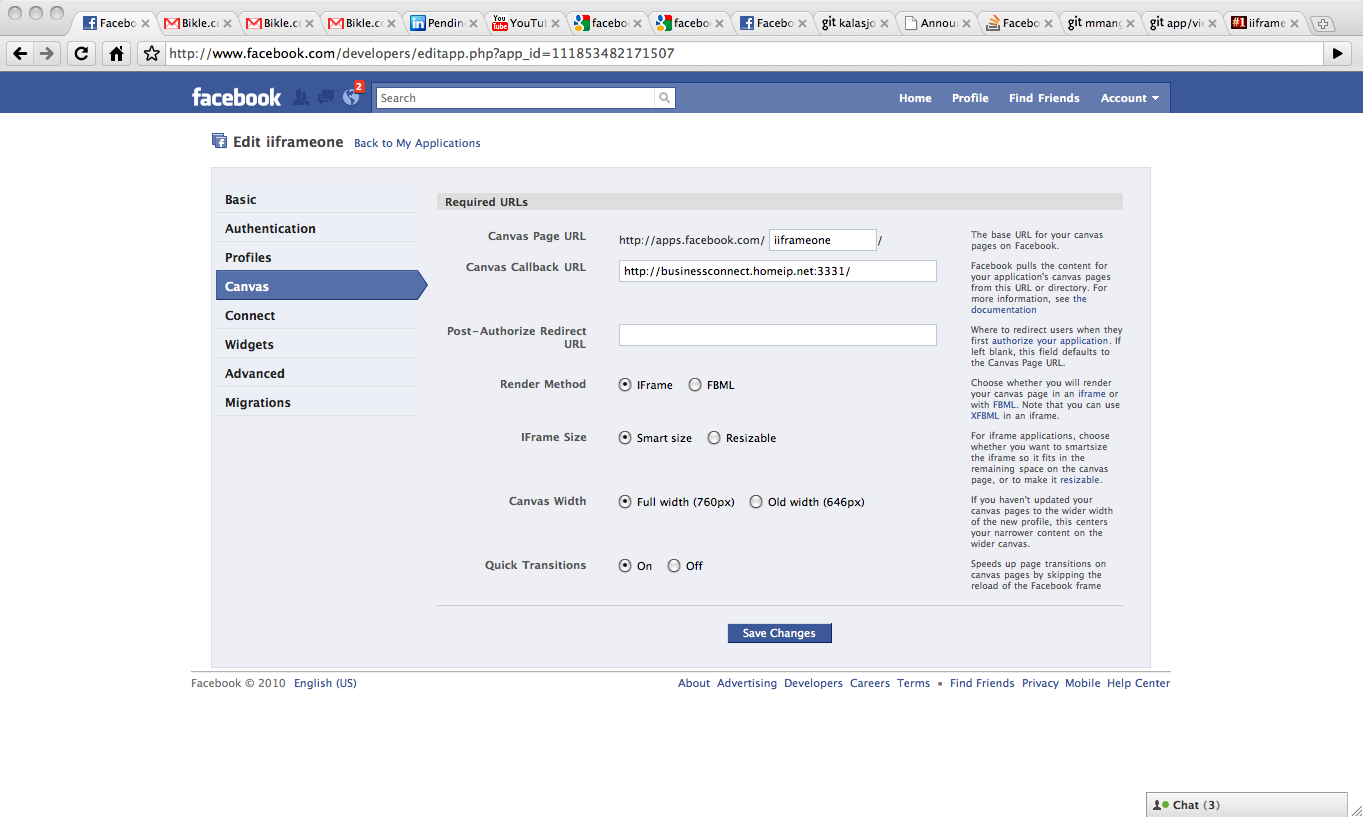 Facebo
Bikle.c
Bikle.c
Bikle.c
Pendin
YouTu
facebo
facebo
Facebo
git kalasjo
Annou
Facebo
git mman
git app/vi
#1 iiframe
http://www.facebook.com/developers/editapp.php?app_id=111853482171507
facebook
2
Search
Home Profile Find Friends Account
Edit iiframeone Back to My Applications
Basic
Authentication
Profiles
Canvas
Connect
Widgets
Advanced
Migrations
Required URLs
Canvas Page URL http://apps.facebook.com/ iiframeone /
The base URL for your canvas
pages on Facebook.
Canvas Callback URL http://businessconnect.homeip.net:3331/
Facebook pulls the content for
your application's canvas pages
from this URL or directory. For
more information, see the
documentation
Post-Authorize Redirect
URL
Where to redirect users when they
first authorize your application. If
left blank, this field defaults to
the Canvas Page URL.
Render Method IFrame FBML
Choose whether you will render
your canvas page in an iframe or
with FBML. Note that you can use
XFBML in an iframe.
IFrame Size Smart size Resizable
For iframe applications, choose
whether you want to smartsize
the iframe so it fits in the
remaining space on the canvas
page, or to make it resizable.
Canvas Width Full width (760px) Old width (646px)
If you haven't updated your
canvas pages to the wider width
of the new profile, this centers
your narrower content on the
wider canvas.
Quick Transitions On Off
Speeds up page transitions on
canvas pages by skipping the
reload of the Facebook frame
Save Changes
Facebook © 2010 English (US)
About Advertising Developers Careers Terms • Find Friends Privacy Mobile Help Center
Chat (3)